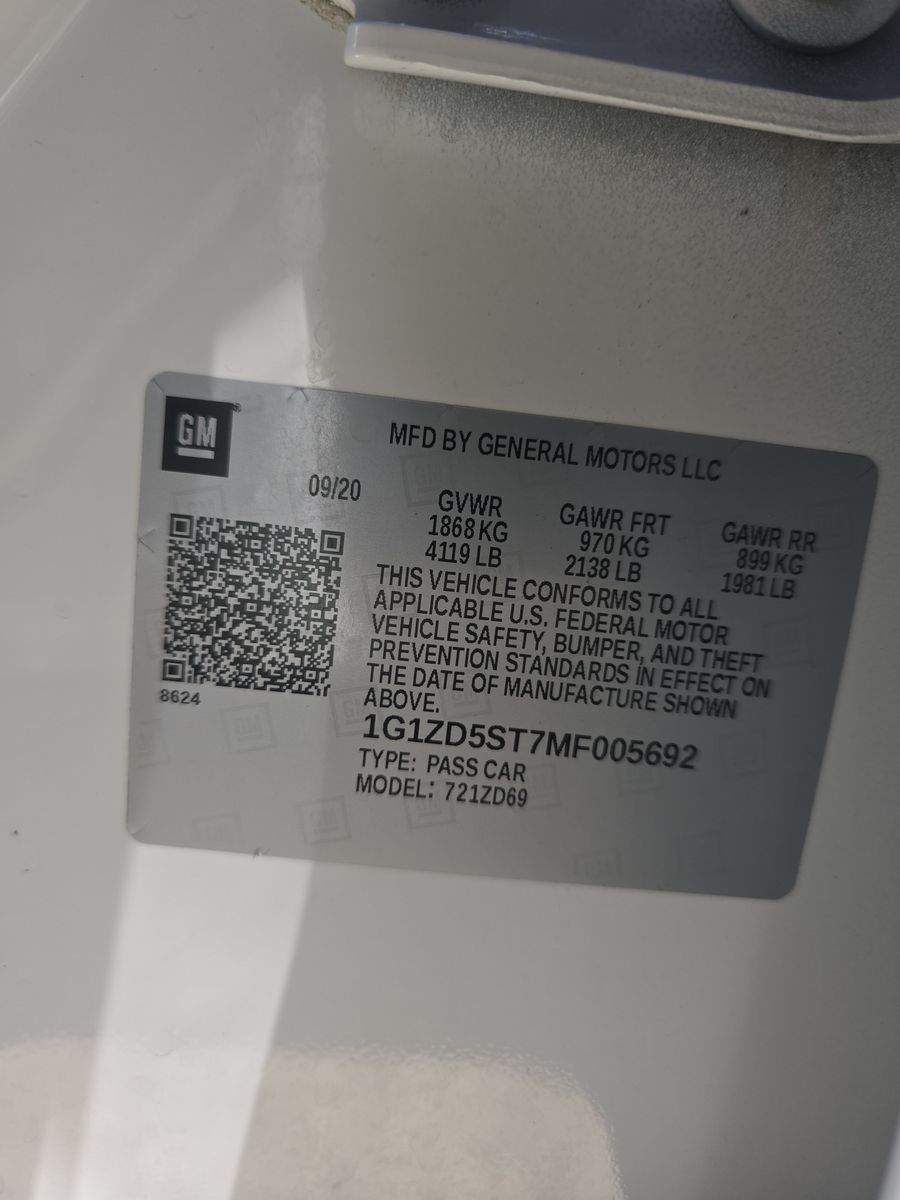 GM
MFD BY GENERAL MOTORS LLC
09/20
GVWR
1868 KG
4119 LB
GAWR FRT
970 KG
2138 LB
GAWR RR
899 KG
1981 LB
THIS VEHICLE CONFORMS TO ALL
APPLICABLE U.S. FEDERAL MOTOR
VEHICLE SAFETY, BUMPER, AND THEFT
PREVENTION STANDARDS IN EFFECT ON
THE DATE OF MANUFACTURE SHOWN
ABOVE.
8624
1G1ZD5ST7MF005692
TYPE: PASS CAR
MODEL: 721ZD69